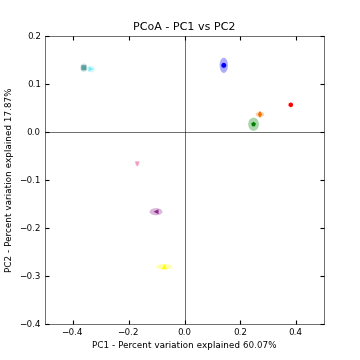 PCoA - PC1 vs PC2
0.2
0.1
0.0
−0.1
−0.2
−0.3
−0.4
−0.4 −0.2 0.0 0.2 0.4
PC2 - Percent variation explained 17.87%
PC1 - Percent variation explained 60.07%